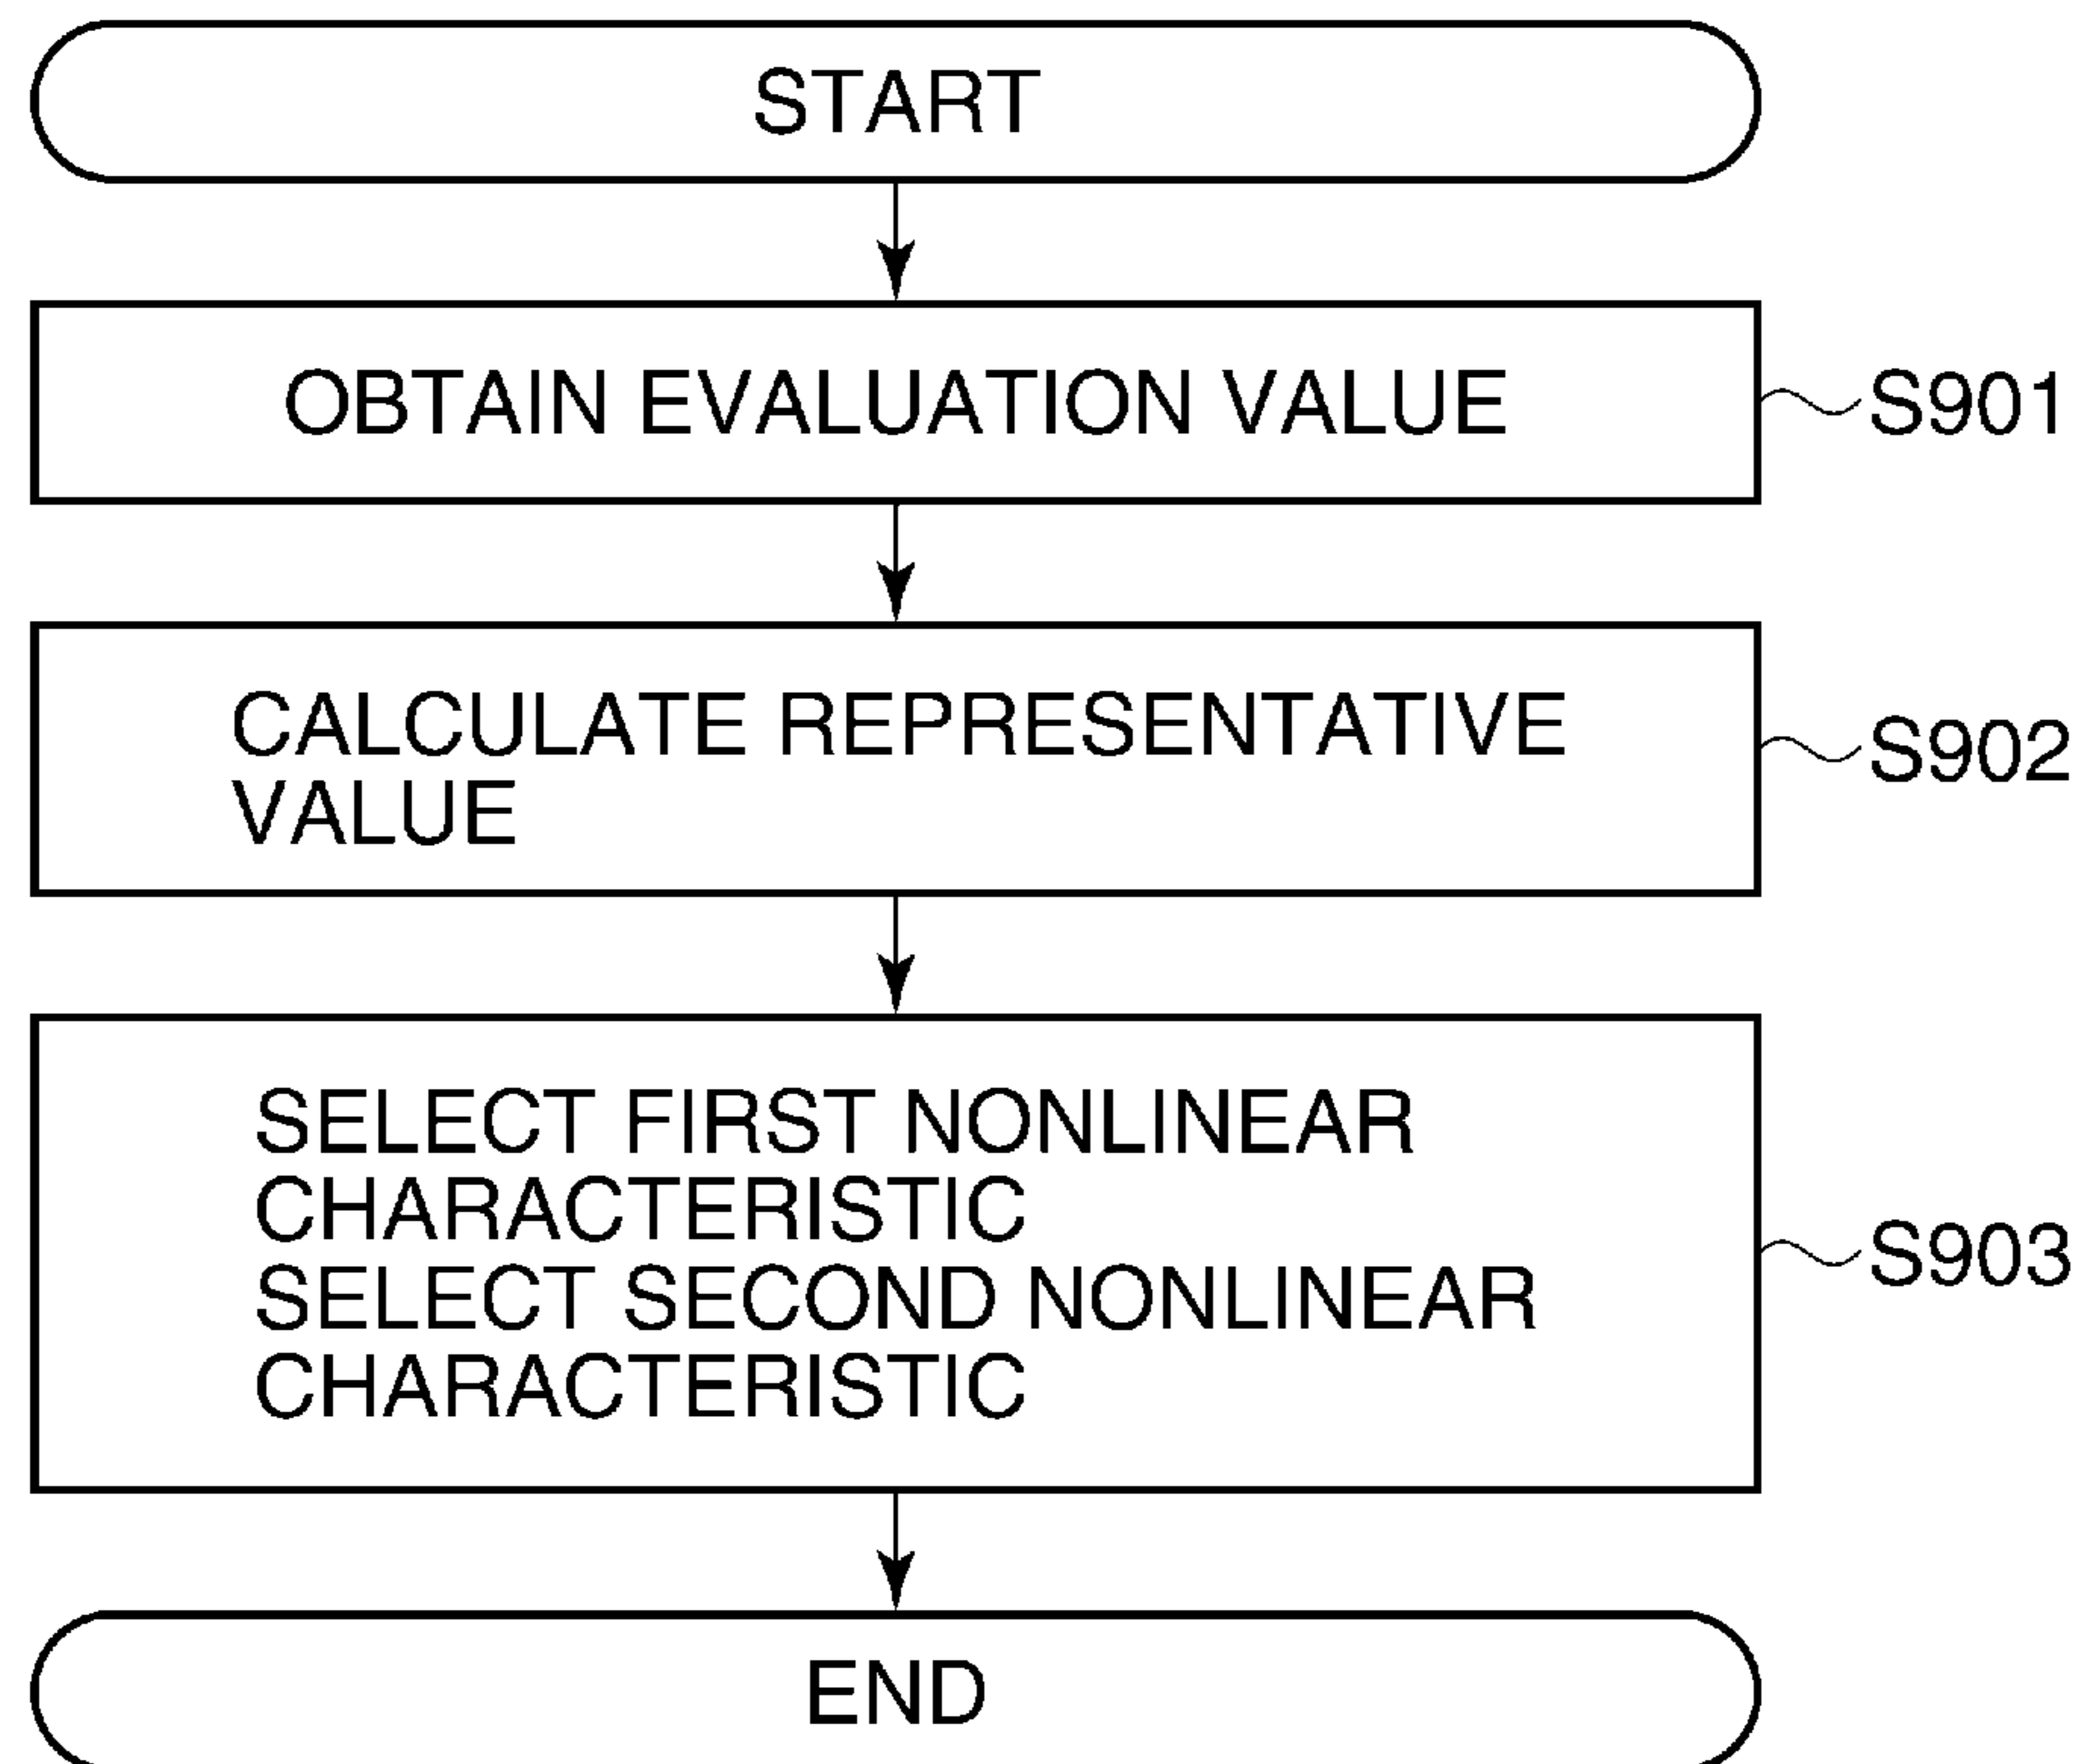 START
OBTAIN EVALUATION VALUE
S901
CALCULATE REPRESENTATIVE
VALUE
S902
SELECT FIRST NONLINEAR
CHARACTERISTIC
SELECT SECOND NONLINEAR
CHARACTERISTIC
S903
END